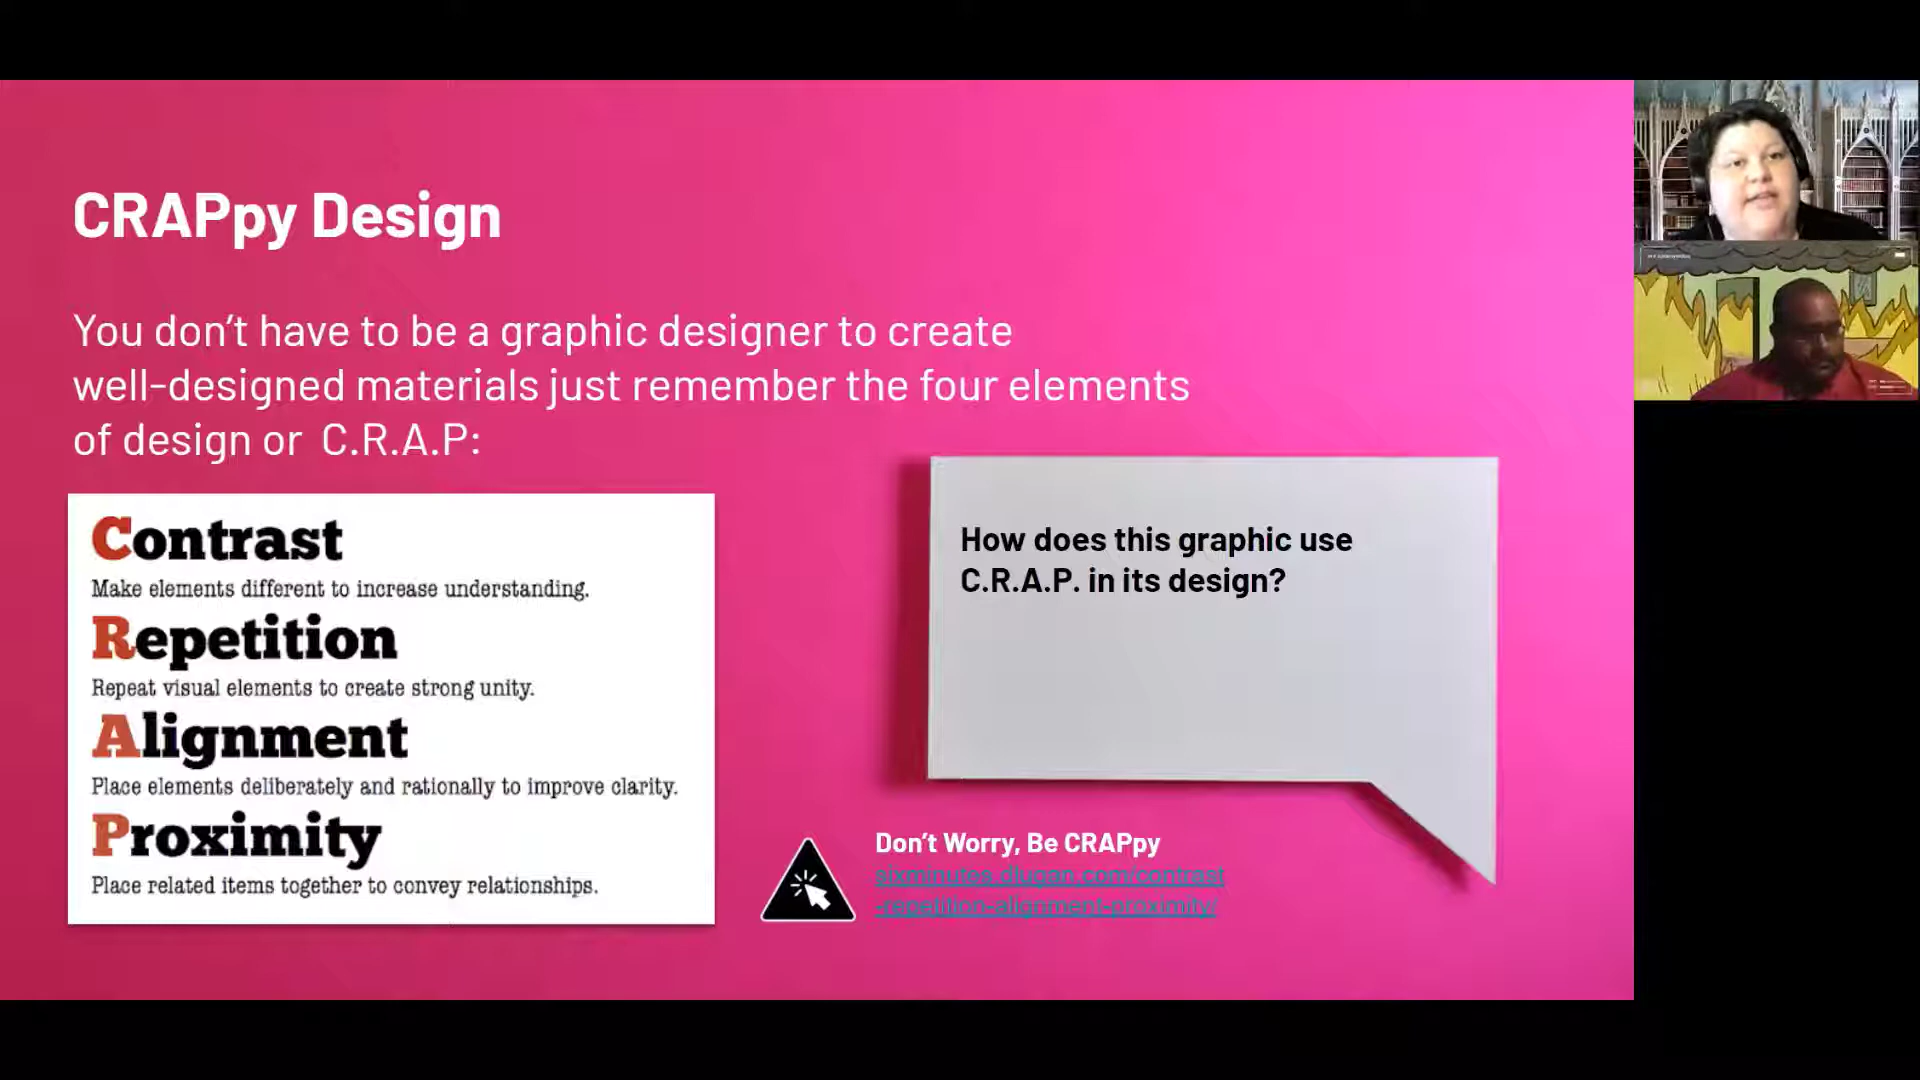 CRAPpy Design
You don’t have to be a graphic designer to create
well-designed materials just remember the four elements
of design or C.R.A.P:
Contrast
Make elements different to increase understanding.
Repetition
Repeat visual elements to create strong unity.
Alignment
Place elements deliberately and rationally to improve clarity.
Proximity
Place related items together to convey relationships.
How does this graphic use
C.R.A.P. in its design?
Don’t Worry, Be CRAPpy
sixminutes.dlugan.com/contrast
-repetition-alignment-proximity/